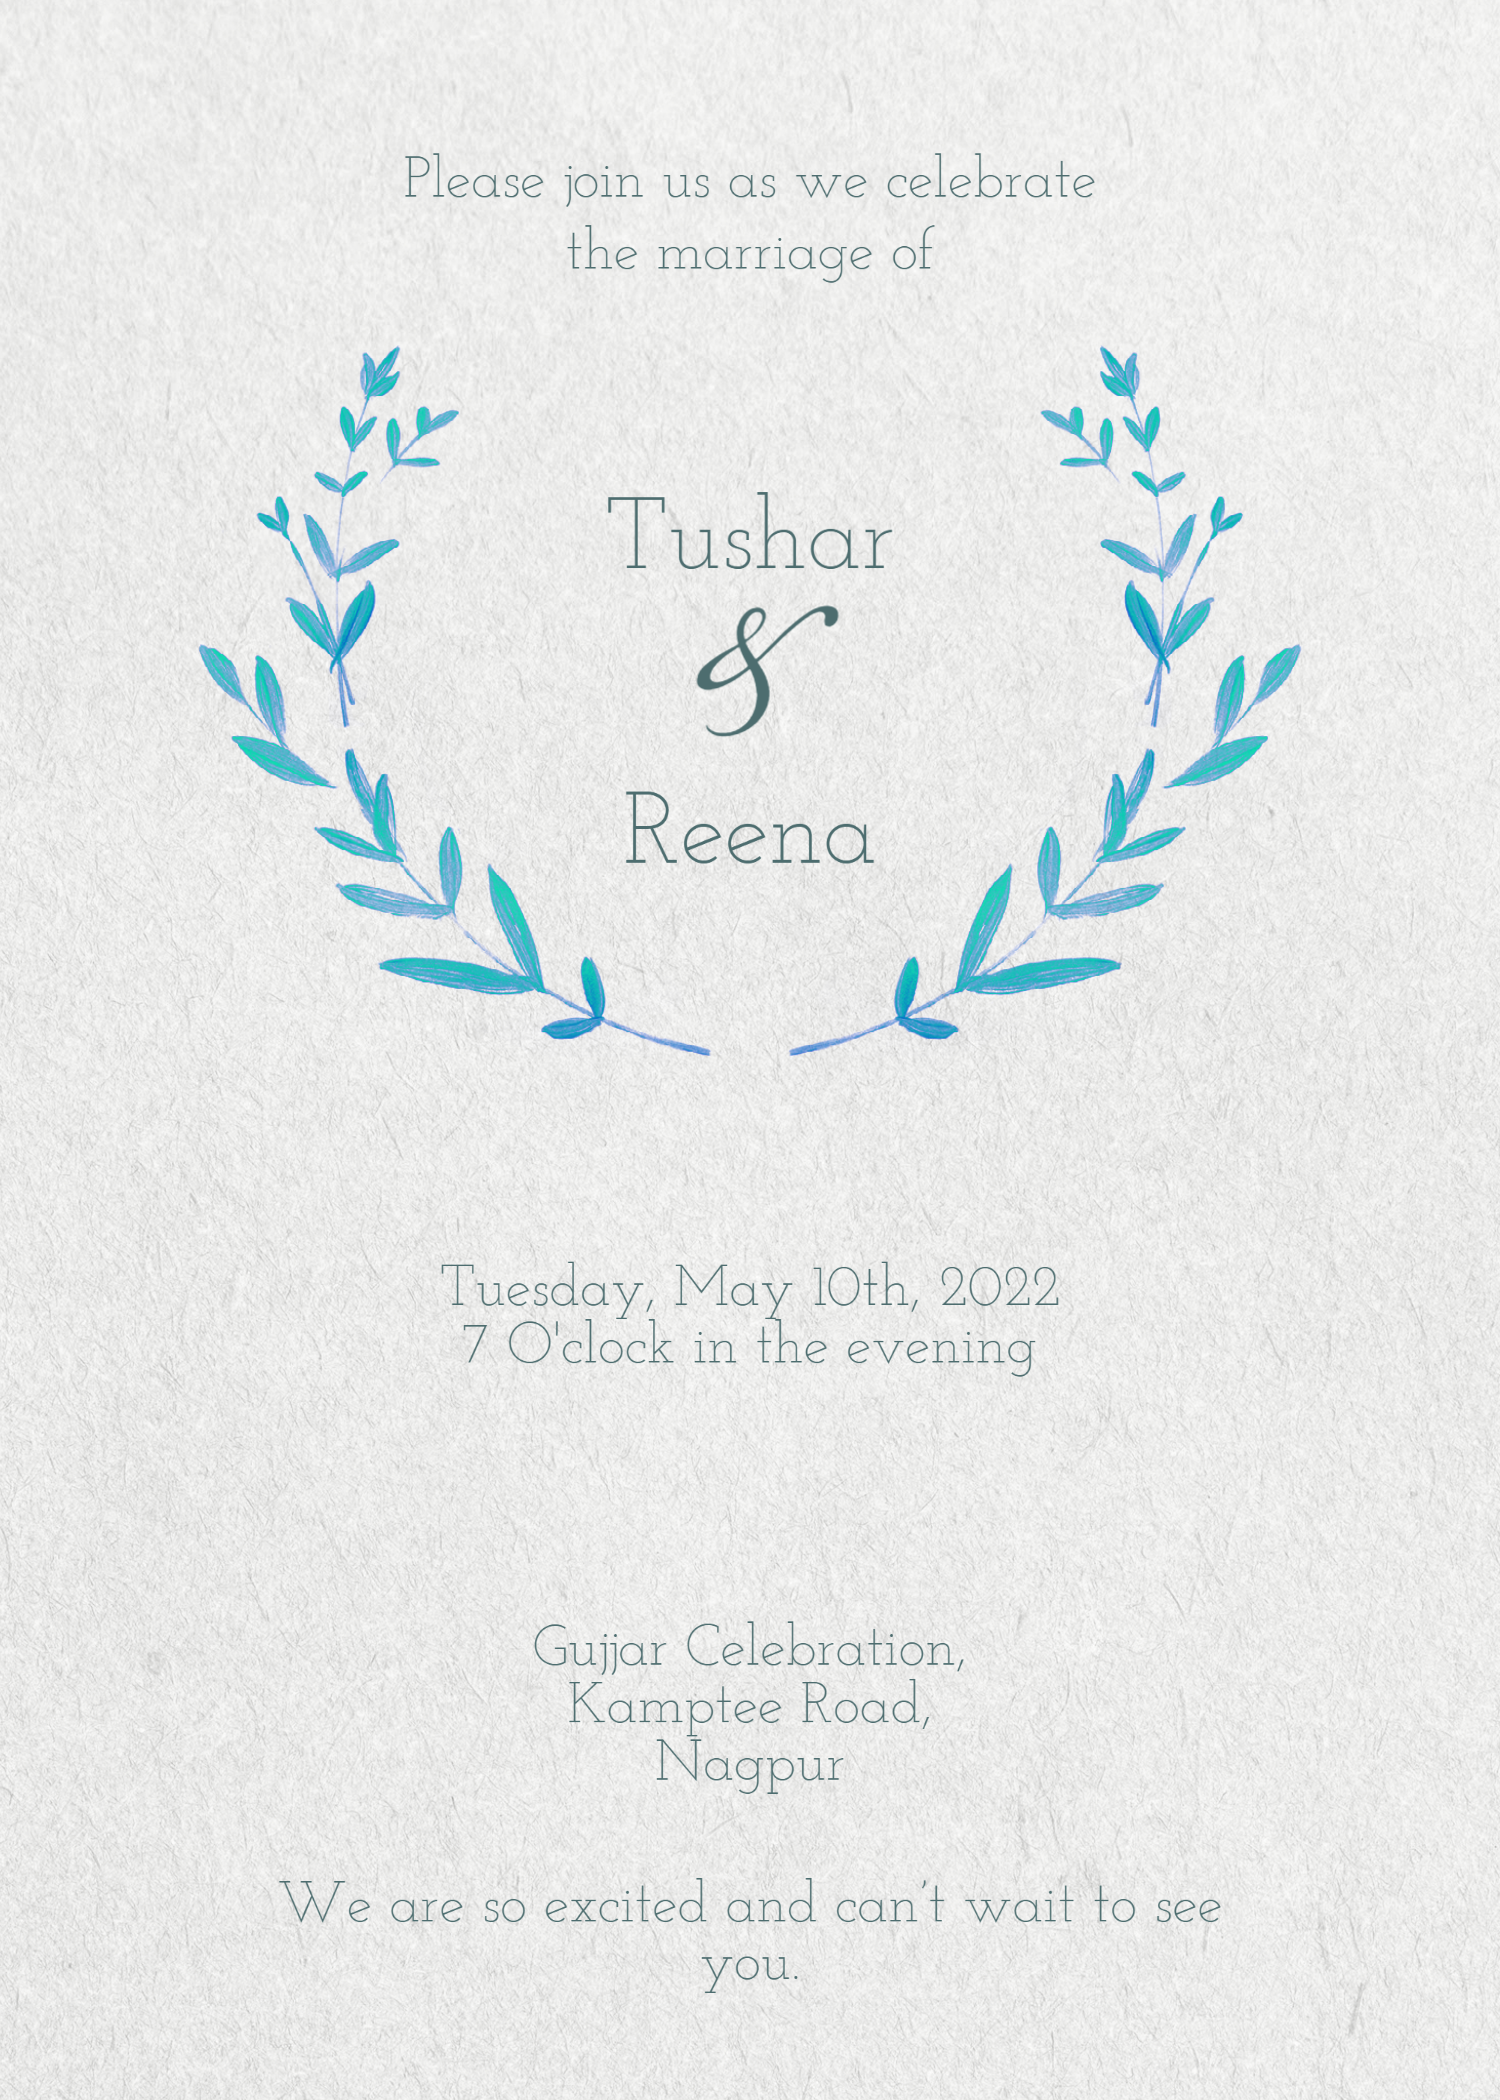 Please join us as we celebrate
the marriage of
Tushar
&
Reena
Tuesday, May 10th, 2022
7 O'clock in the evening
Gujjar Celebration,
Kamptee Road,
Nagpur
We are so excited and can't wait to see
you.